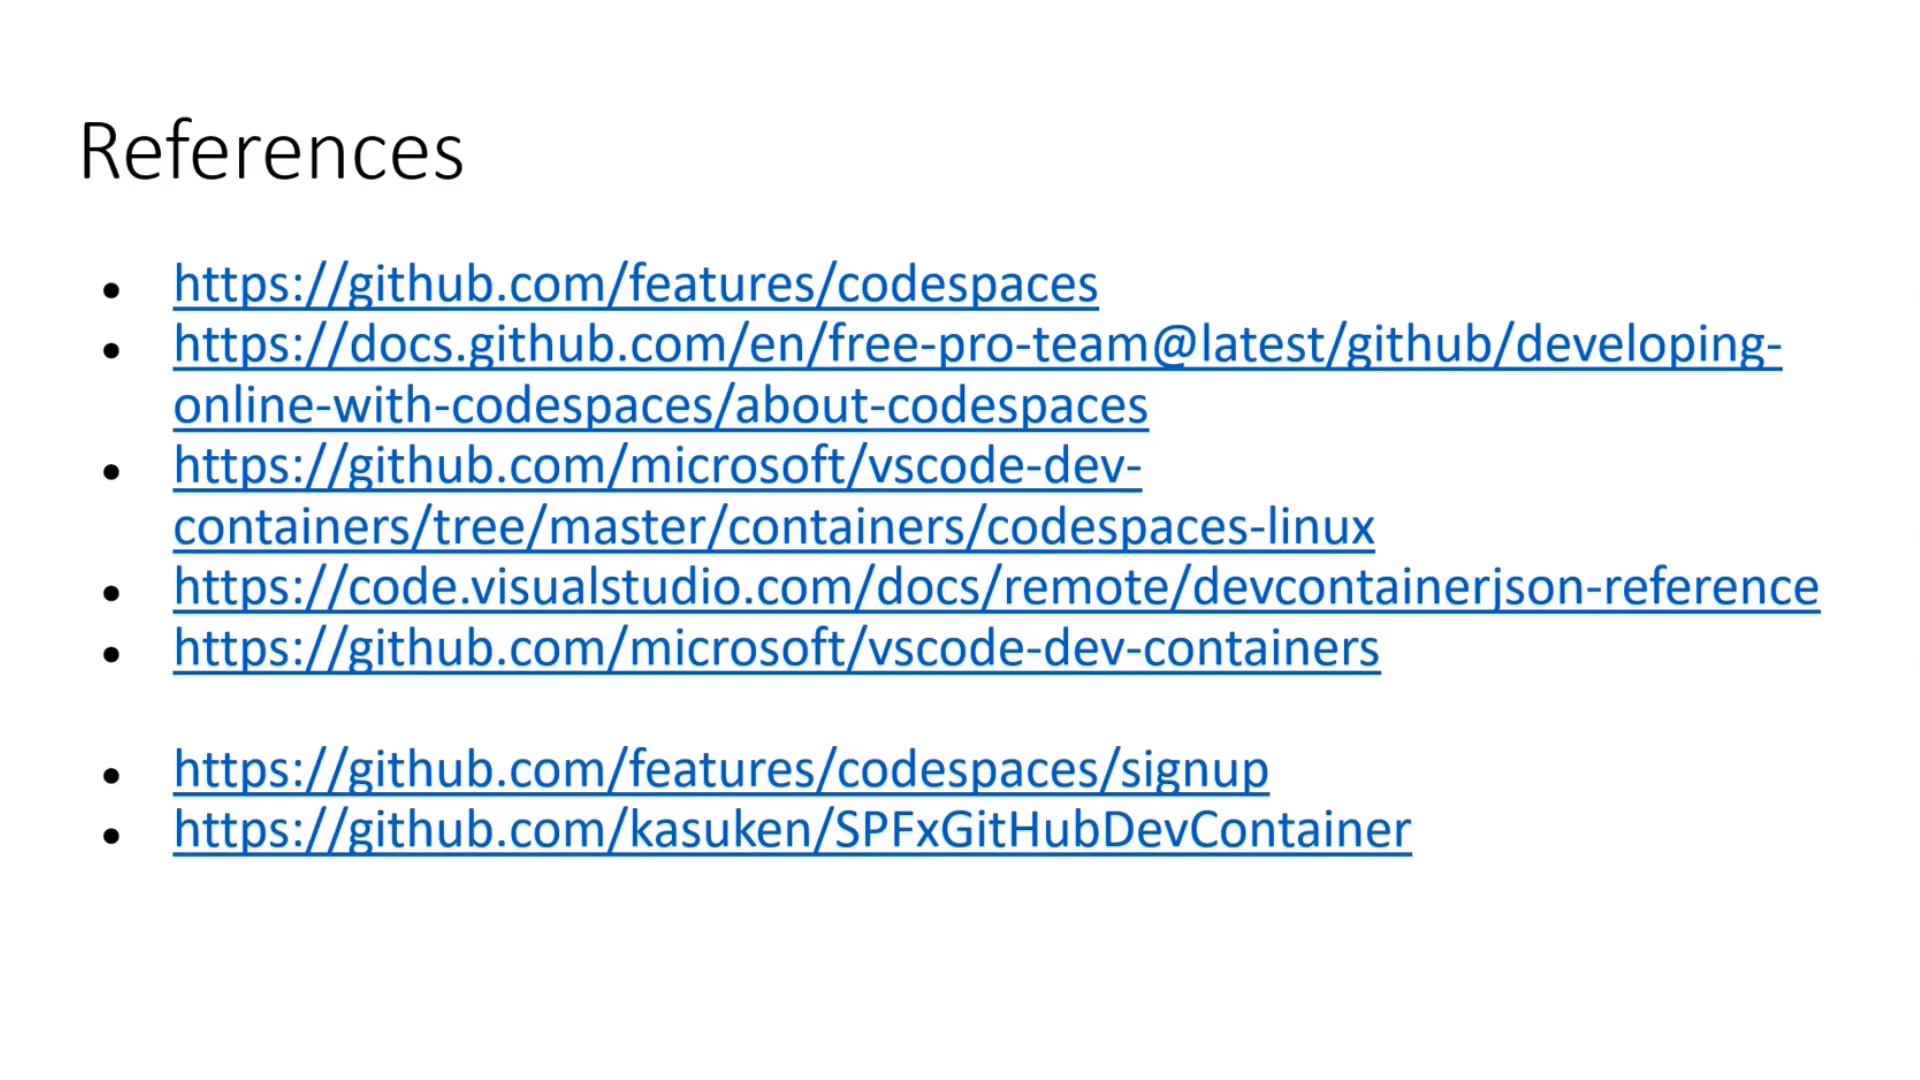 References
• https://github.com/features/codespaces
• https://docs.github.com/en/free-pro-team@latest/github/developing-
online-with-codespaces/about-codespaces
• https://github.com/microsoft/vscode-dev-
containers/tree/master/containers/codespaces-linux
• https://code.visualstudio.com/docs/remote/devcontainerjson-reference
• https://github.com/microsoft/vscode-dev-containers
• https://github.com/features/codespaces/signup
• https://github.com/kasuken/SPFxGitHubDevContainer